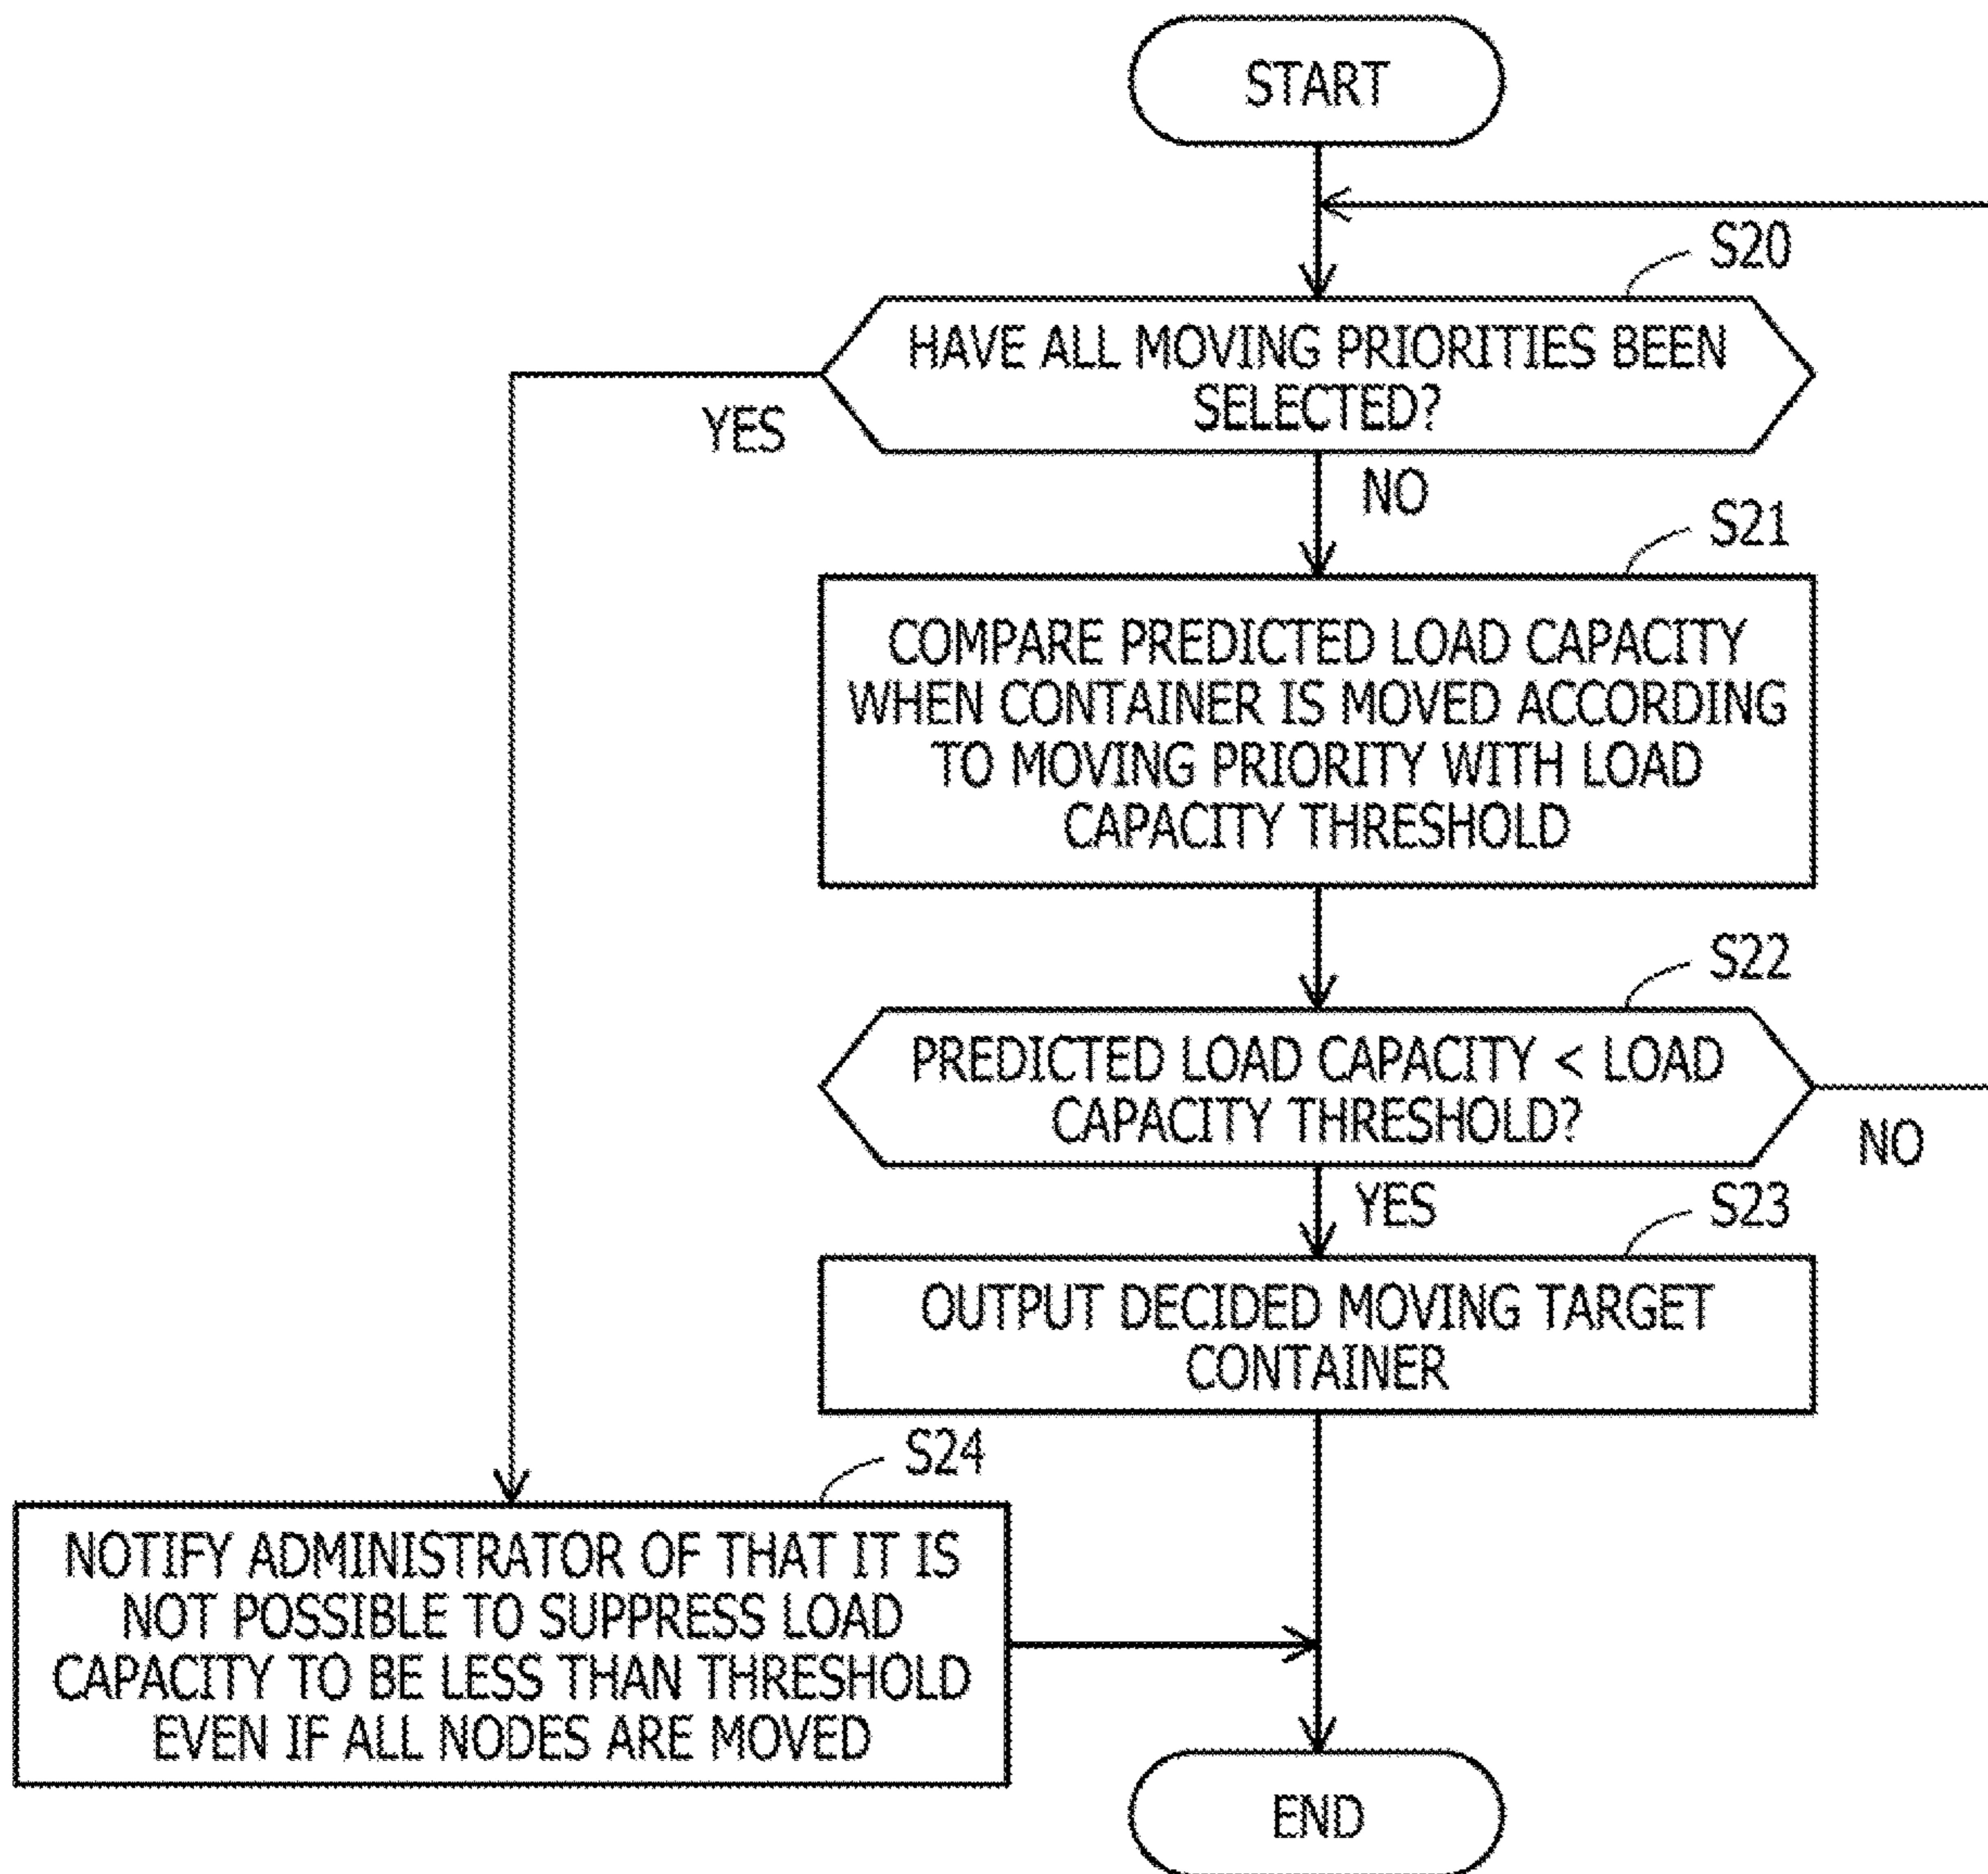 START
S20
HAVE ALL MOVING PRIORITIES BEEN
SELECTED?
YES
NO
S21
COMPARE PREDICTED LOAD CAPACITY
WHEN CONTAINER IS MOVED ACCORDING
TO MOVING PRIORITY WITH LOAD
CAPACITY THRESHOLD
S22
PREDICTED LOAD CAPACITY < LOAD
CAPACITY THRESHOLD?
NO
YES
S23
OUTPUT DECIDED MOVING TARGET
CONTAINER
S24
NOTIFY ADMINISTRATOR OF THAT IT IS
NOT POSSIBLE TO SUPPRESS LOAD
CAPACITY TO BE LESS THAN THRESHOLD
EVEN IF ALL NODES ARE MOVED
END